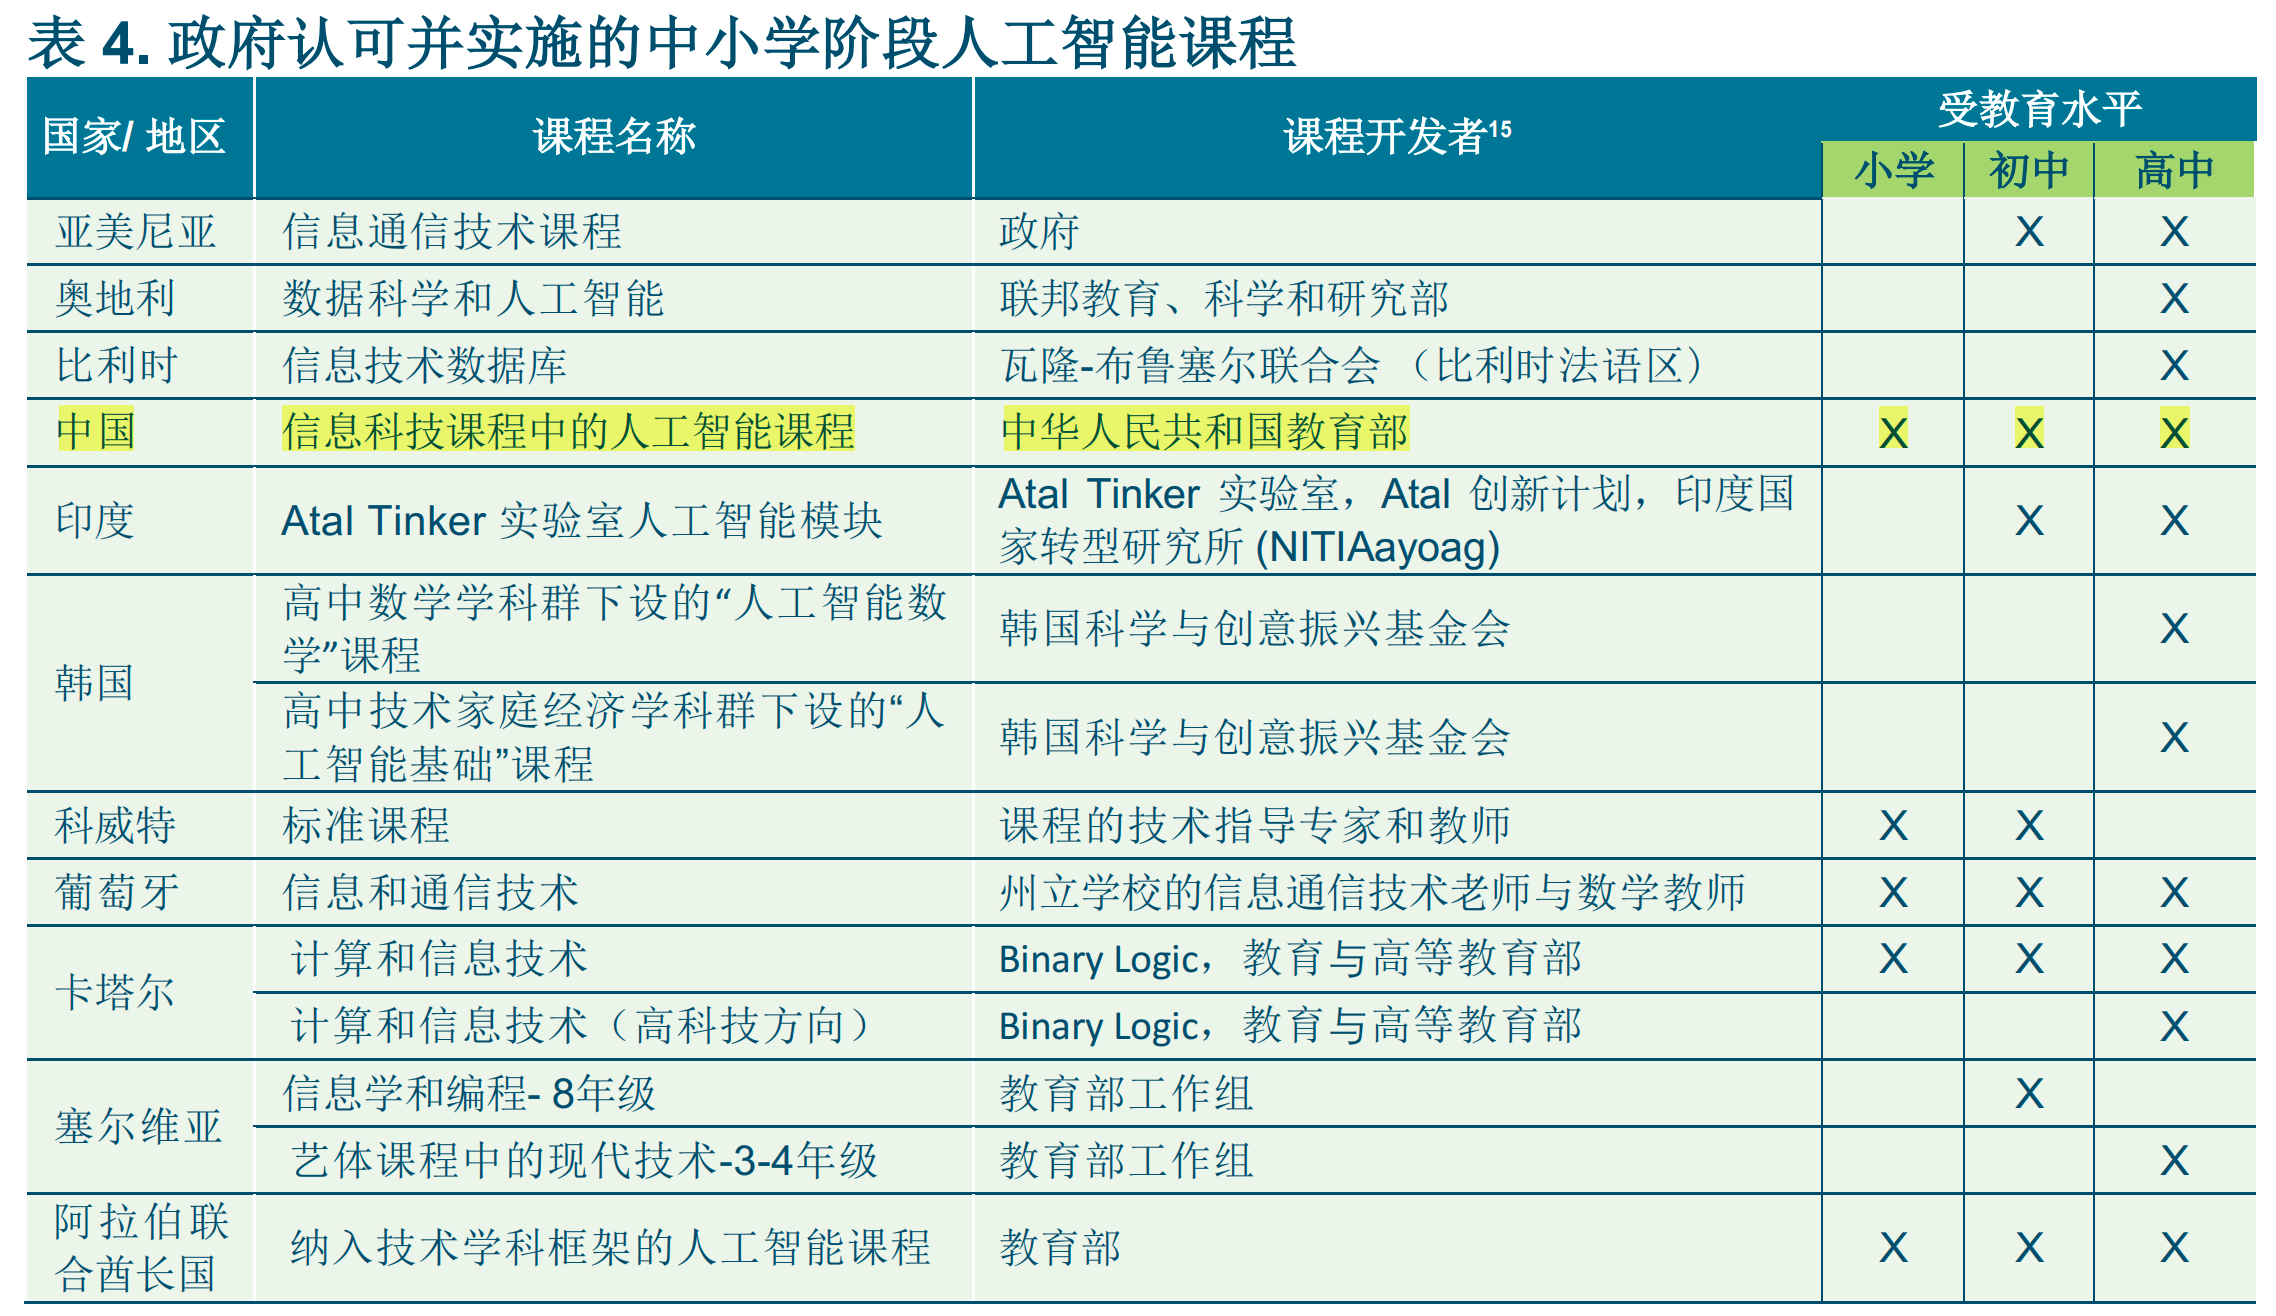 表 4. 政府认可并实施的中小学阶段人工智能课程
国家/ 地区 课程名称 课程开发者15 受教育水平
小学 初中 高中
亚美尼亚 信息通信技术课程 政府 X X
奥地利 数据科学和人工智能 联邦教育、科学和研究部 X
比利时 信息技术数据库 瓦隆-布鲁塞尔联合会 （比利时法语区） X
中国 信息科技课程中的人工智能课程 中华人民共和国教育部 X X X
印度 Atal Tinker 实验室人工智能模块 Atal Tinker 实验室，Atal 创新计划，印度国
家转型研究所 (NITIAayoag) X X
韩国 高中数学学科群下设的“人工智能数
学”课程 韩国科学与创意振兴基金会 X
高中技术家庭经济学科群下设的“人
工智能基础”课程 韩国科学与创意振兴基金会 X
科威特 标准课程 课程的技术指导专家和教师 X X
葡萄牙 信息和通信技术 州立学校的信息通信技术老师与数学教师 X X X
卡塔尔 计算和信息技术 Binary Logic，教育与高等教育部 X X X
计算和信息技术（高科技方向） Binary Logic，教育与高等教育部 X
塞尔维亚 信息学和编程- 8年级 教育部工作组 X
艺体课程中的现代技术-3-4年级 教育部工作组 X
阿拉伯联
合酋长国 纳入技术学科框架的人工智能课程 教育部 X X X